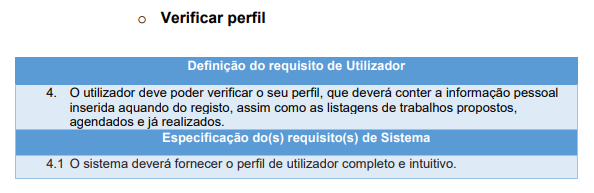 o Verificar perfil
Definição do requisito de Utilizador
4. O utilizador deve poder verificar o seu perfil, que deverá conter a informação pessoal
inserida aquando do registo, assim como as listagens de trabalhos propostos,
agendados e já realizados.
Especificação do(s) requisito(s) de Sistema
4.1 O sistema deverá fornecer o perfil de utilizador completo e intuitivo.